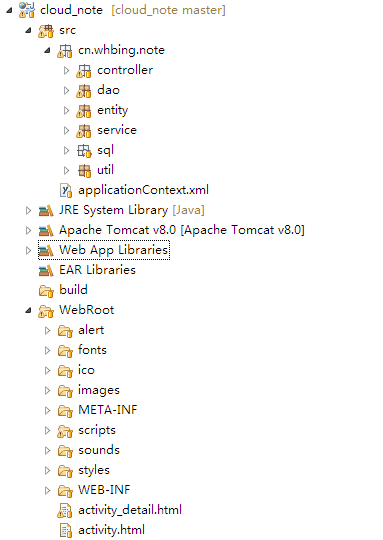 cloud_note [cloud_note master]
src
cn.whbing.note
controller
dao
entity
service
sql
util
applicationContext.xml
JRE System Library [Java]
Apache Tomcat v8.0 [Apache Tomcat v8.0]
Web App Libraries
EAR Libraries
build
WebRoot
alert
fonts
ico
images
META-INF
scripts
sounds
styles
WEB-INF
activity_detail.html
activity.html